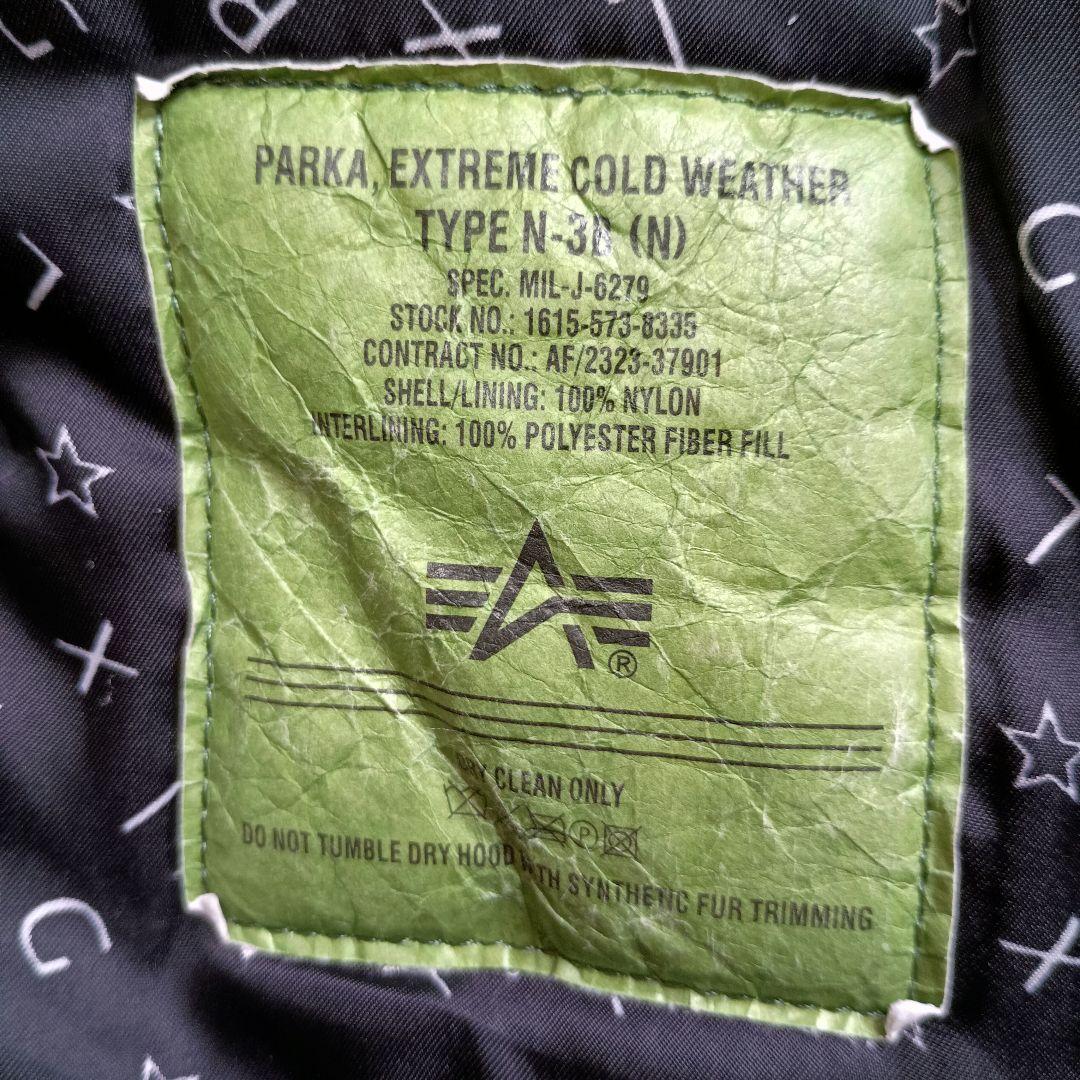 PARKA, EXTREME COLD WEATHER
TYPE N-3B (N)
SPEC. MIL-J-6279
STOCK NO.: 1615-573-8335
CONTRACT NO.: AF/2323-37901
SHELL/LINING: 100% NYLON
INTERLINING: 100% POLYESTER FIBER FILL
®
DRY CLEAN ONLY
P
DO NOT TUMBLE DRY HOOD WITH SYNTHETIC FUR TRIMMING